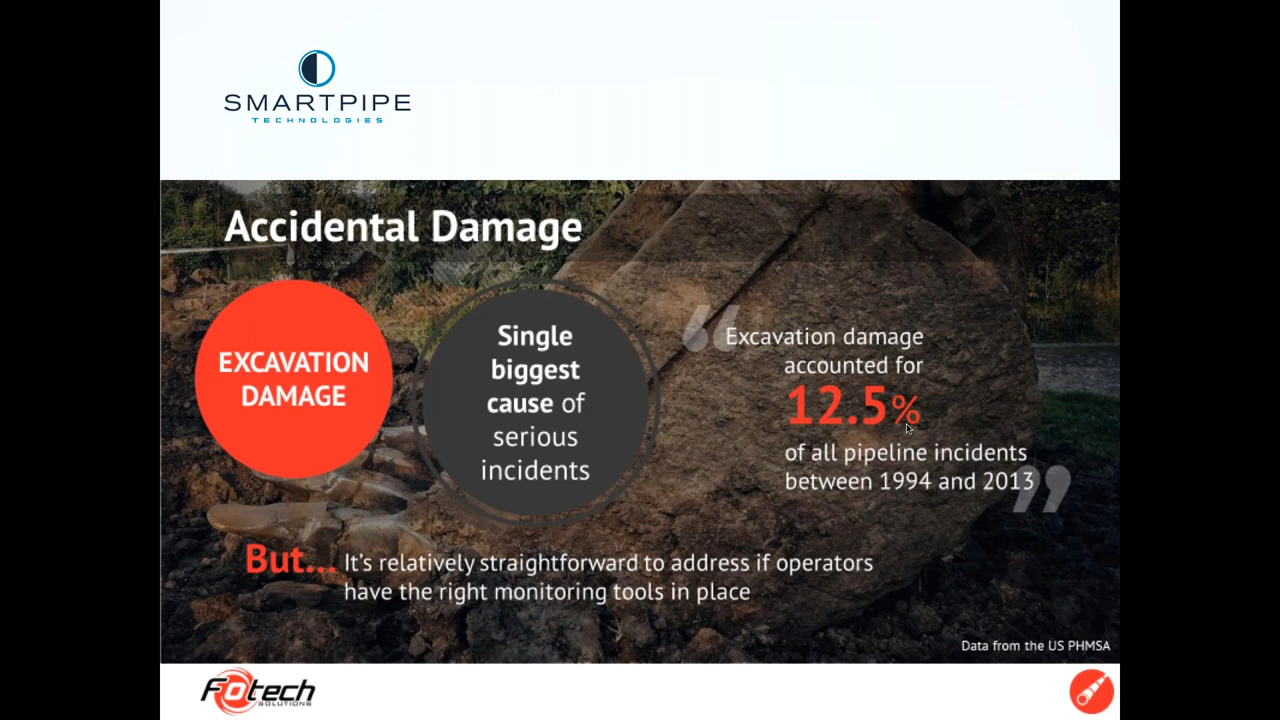 SMARTPIPE
TECHNOLOGIES
Accidental Damage
EXCAVATION
DAMAGE
Single
biggest
cause of
serious
incidents
“ Excavation damage
accounted for
12.5%
of all pipeline incidents
between 1994 and 2013 ”
But... It's relatively straightforward to address if operators
have the right monitoring tools in place
Data from the US PHMSA
Fotech
SOLUTIONS